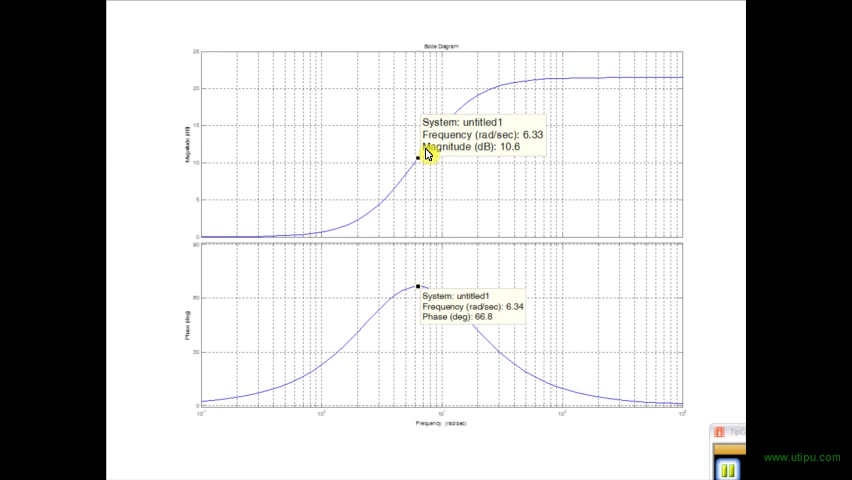 Bode Diagram
25
20
15
10
5
0
Magnitude (dB)
System: untitled1
Frequency (rad/sec): 6.33
Magnitude (dB): 10.6
90
60
30
0
Phase (deg)
System: untitled1
Frequency (rad/sec): 6.34
Phase (deg): 66.8
Frequency (rad/sec)
www.utipu.com